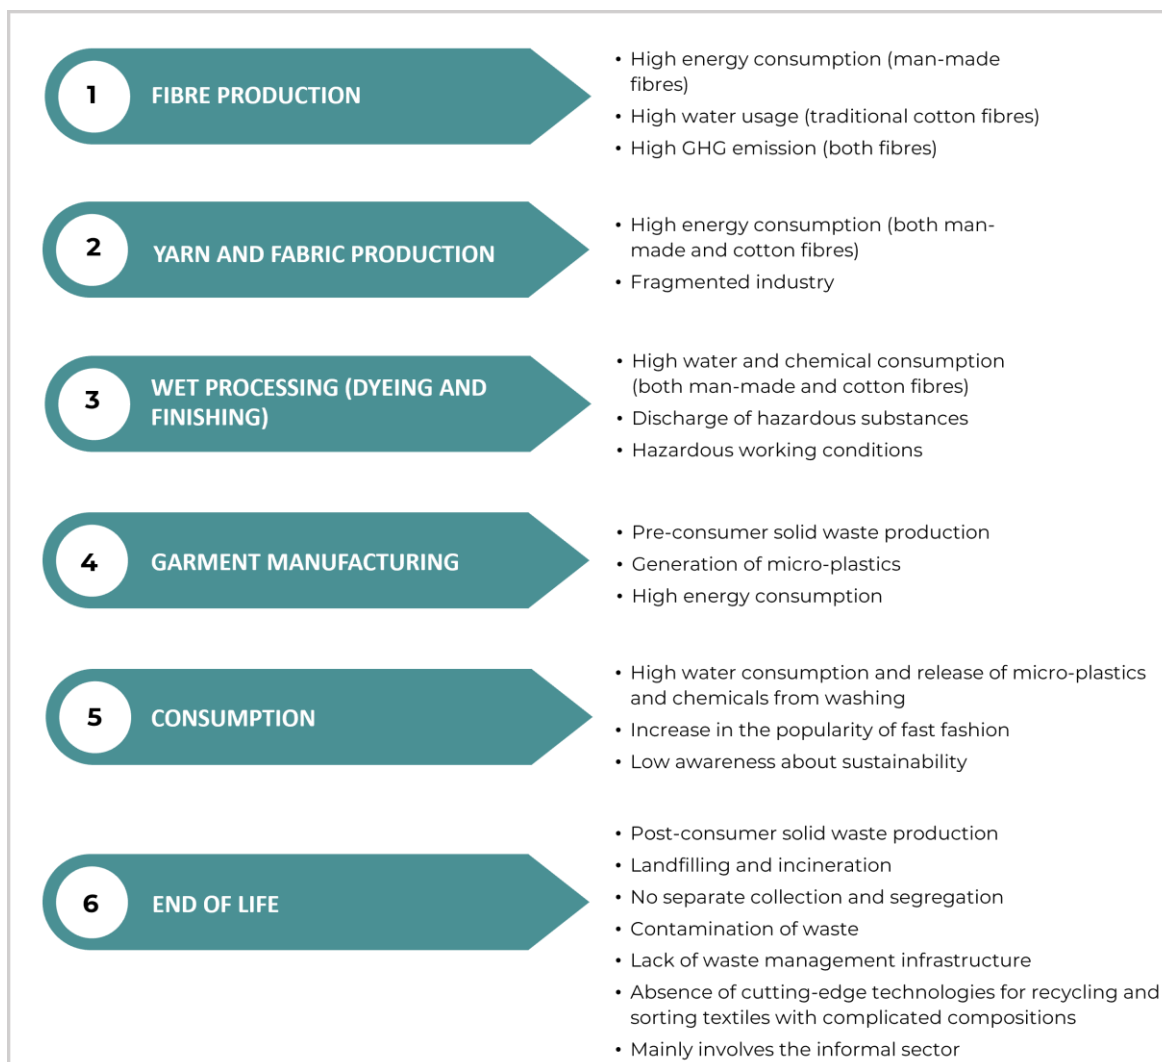 1
FIBRE PRODUCTION
• High energy consumption (man-made
fibres)
• High water usage (traditional cotton fibres)
• High GHG emission (both fibres)
2
YARN AND FABRIC PRODUCTION
• High energy consumption (both man-
made and cotton fibres)
• Fragmented industry
3
WET PROCESSING (DYEING AND
FINISHING)
• High water and chemical consumption
(both man-made and cotton fibres)
• Discharge of hazardous substances
• Hazardous working conditions
4
GARMENT MANUFACTURING
• Pre-consumer solid waste production
• Generation of micro-plastics
• High energy consumption
5
CONSUMPTION
• High water consumption and release of micro-plastics
and chemicals from washing
• Increase in the popularity of fast fashion
• Low awareness about sustainability
6
END OF LIFE
• Post-consumer solid waste production
• Landfilling and incineration
• No separate collection and segregation
• Contamination of waste
• Lack of waste management infrastructure
• Absence of cutting-edge technologies for recycling and
sorting textiles with complicated compositions
• Mainly involves the informal sector